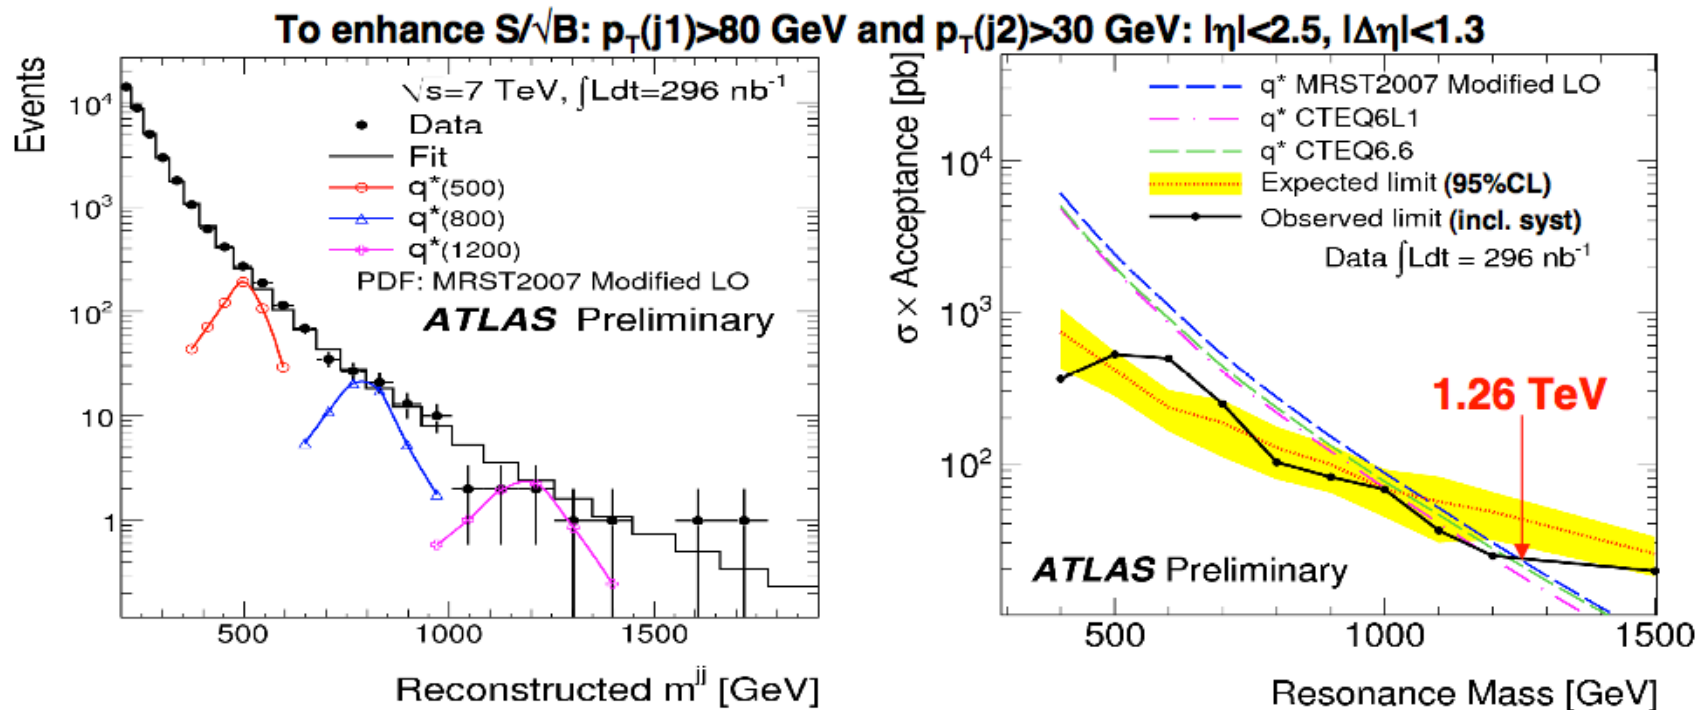 To enhance S/√B: p_T(j1)>80 GeV and p_T(j2)>30 GeV: |η|<2.5, |Δη|<1.3
Events
10⁴
10³
10²
10
1
√s=7 TeV, ∫Ldt=296 nb⁻¹
Data
Fit
q*(500)
q*(800)
q*(1200)
PDF: MRST2007 Modified LO
ATLAS Preliminary
500
1000
1500
Reconstructed m^jj [GeV]
σ × Acceptance [pb]
10⁴
10³
10²
q* MRST2007 Modified LO
q* CTEQ6L1
q* CTEQ6.6
Expected limit (95%CL)
Observed limit (incl. syst)
Data ∫Ldt = 296 nb⁻¹
1.26 TeV
ATLAS Preliminary
500
1000
1500
Resonance Mass [GeV]